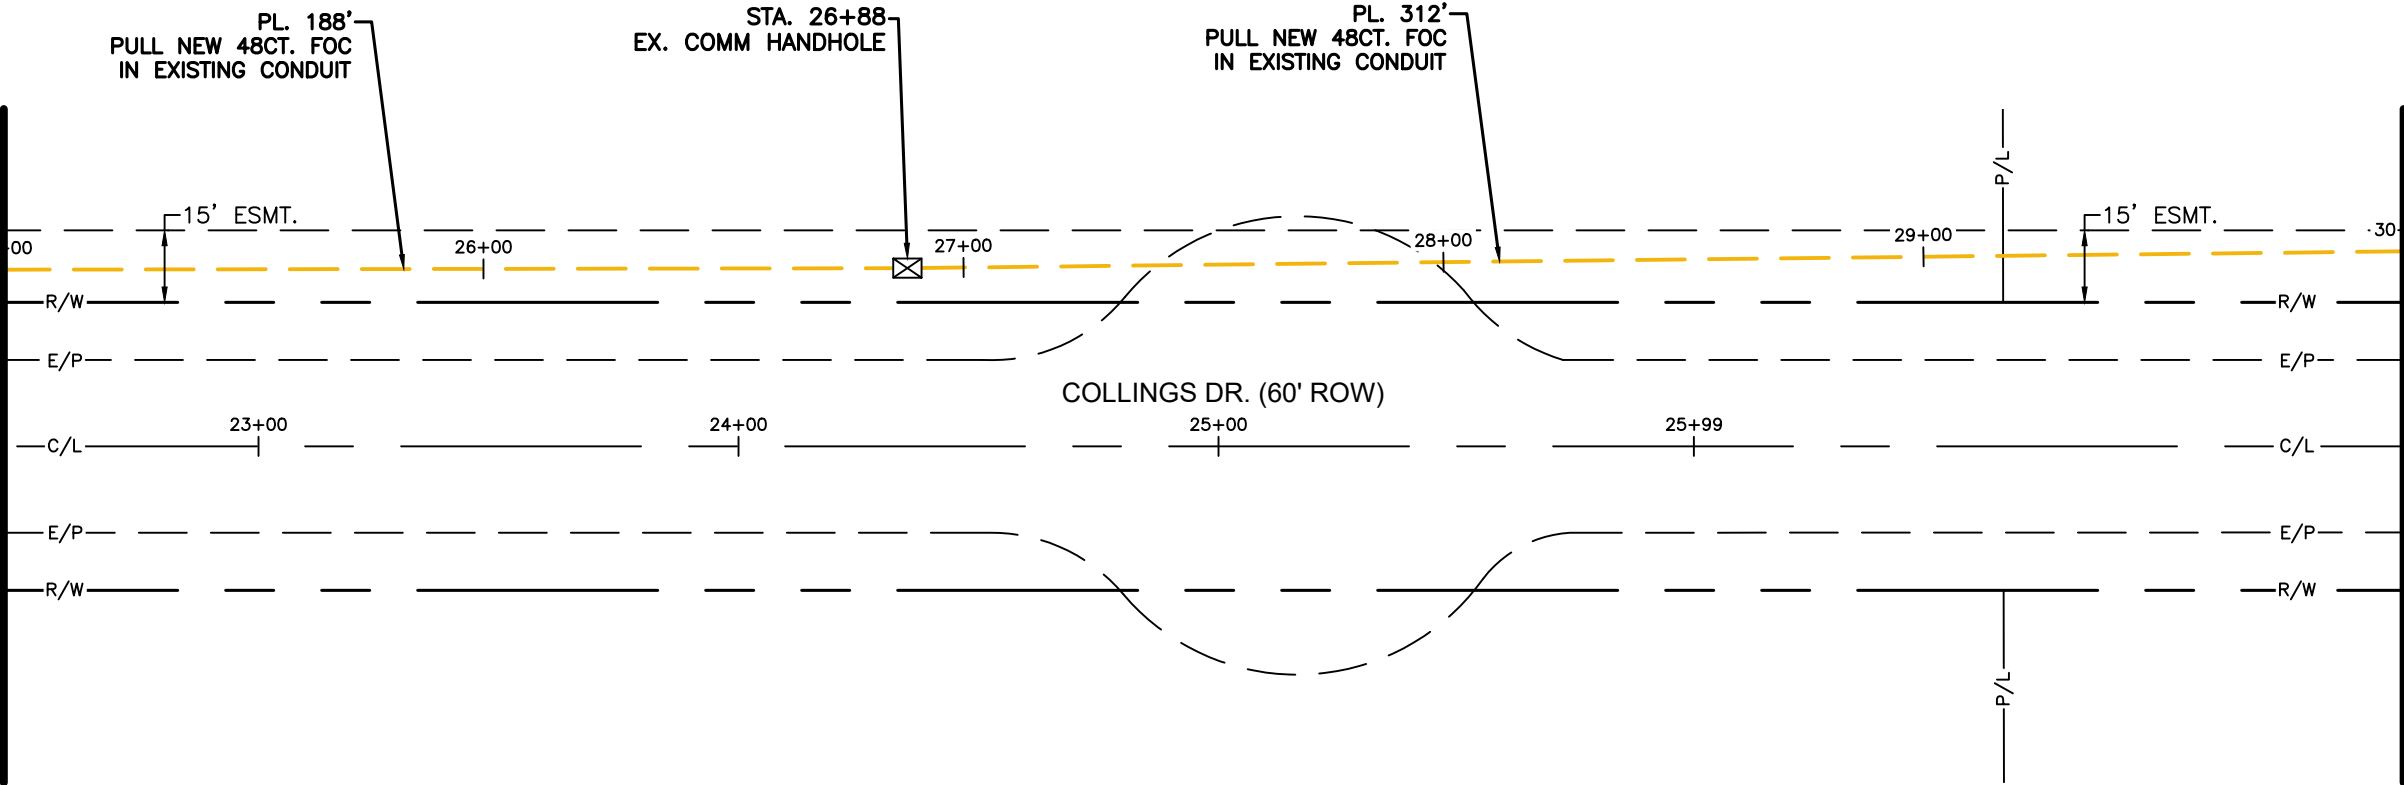 PL. 188'
PULL NEW 48CT. FOC
IN EXISTING CONDUIT
STA. 26+88
EX. COMM HANDHOLE
PL. 312'
PULL NEW 48CT. FOC
IN EXISTING CONDUIT
P/L
15' ESMT.
15' ESMT.
+00
26+00
27+00
28+00
29+00
30
R/W
R/W
E/P
E/P
COLLINGS DR. (60' ROW)
23+00
24+00
25+00
25+99
C/L
C/L
E/P
E/P
R/W
R/W
P/L